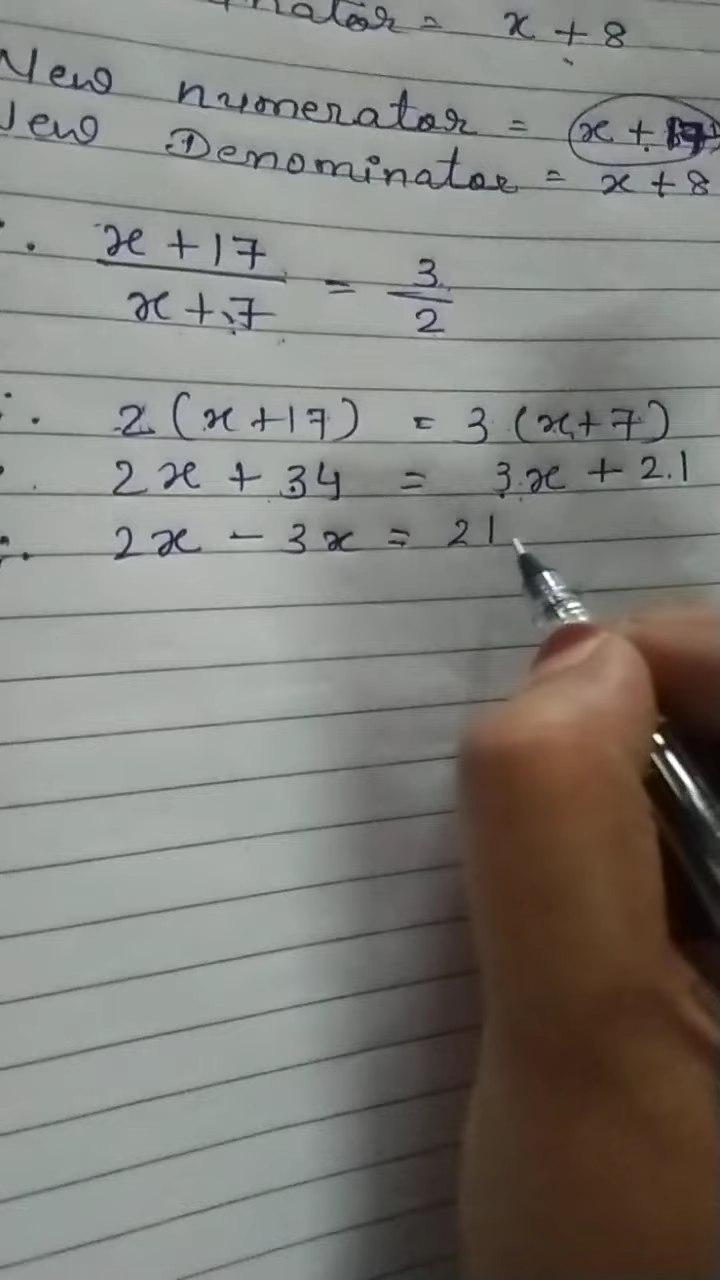 = x + 8
New numerator = x + 17
New Denominator = x + 8
∴ x + 17 / x + 7 = 3 / 2
∴ 2 (x + 17) = 3 (x + 7)
∴ 2x + 34 = 3x + 21
∴ 2x - 3x = 21